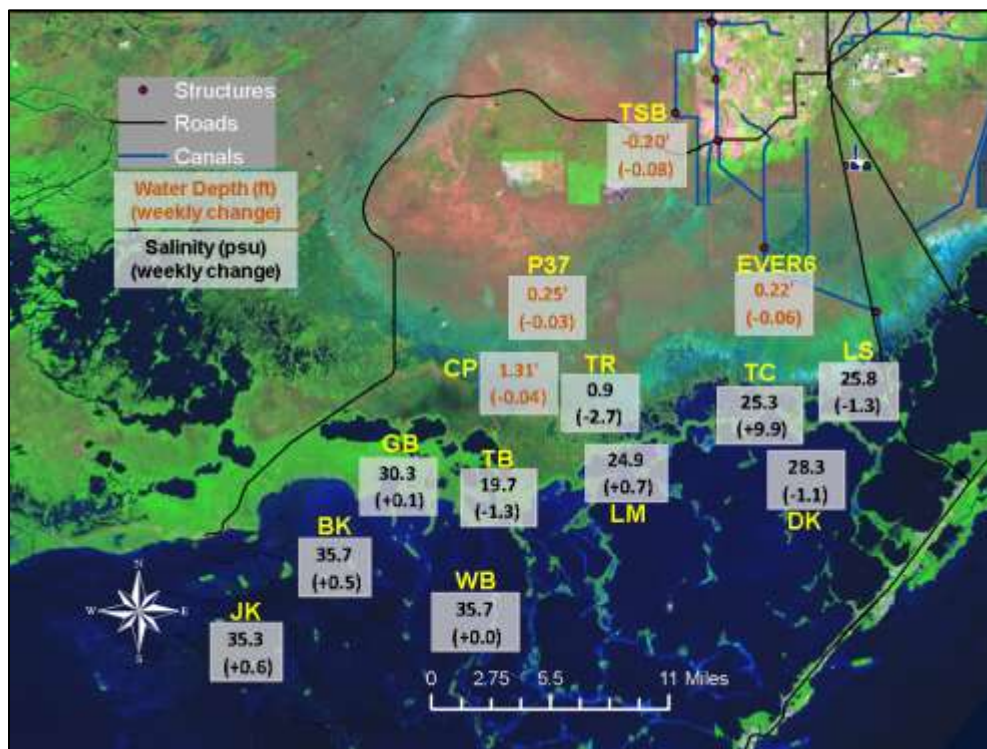 Structures
Roads
Canals
Water Depth (ft)
(weekly change)
Salinity (psu)
(weekly change)
TSB
-0.20'
(-0.08)
P37
0.25'
(-0.03)
EVER6
0.22'
(-0.06)
CP
1.31'
(-0.04)
TR
0.9
(-2.7)
TC
25.3
(+9.9)
LS
25.8
(-1.3)
GB
30.3
(+0.1)
TB
19.7
(-1.3)
24.9
(+0.7)
LM
28.3
(-1.1)
DK
BK
35.7
(+0.5)
WB
35.7
(+0.0)
JK
35.3
(+0.6)
N
W E
S
0 2.75 5.5 11 Miles